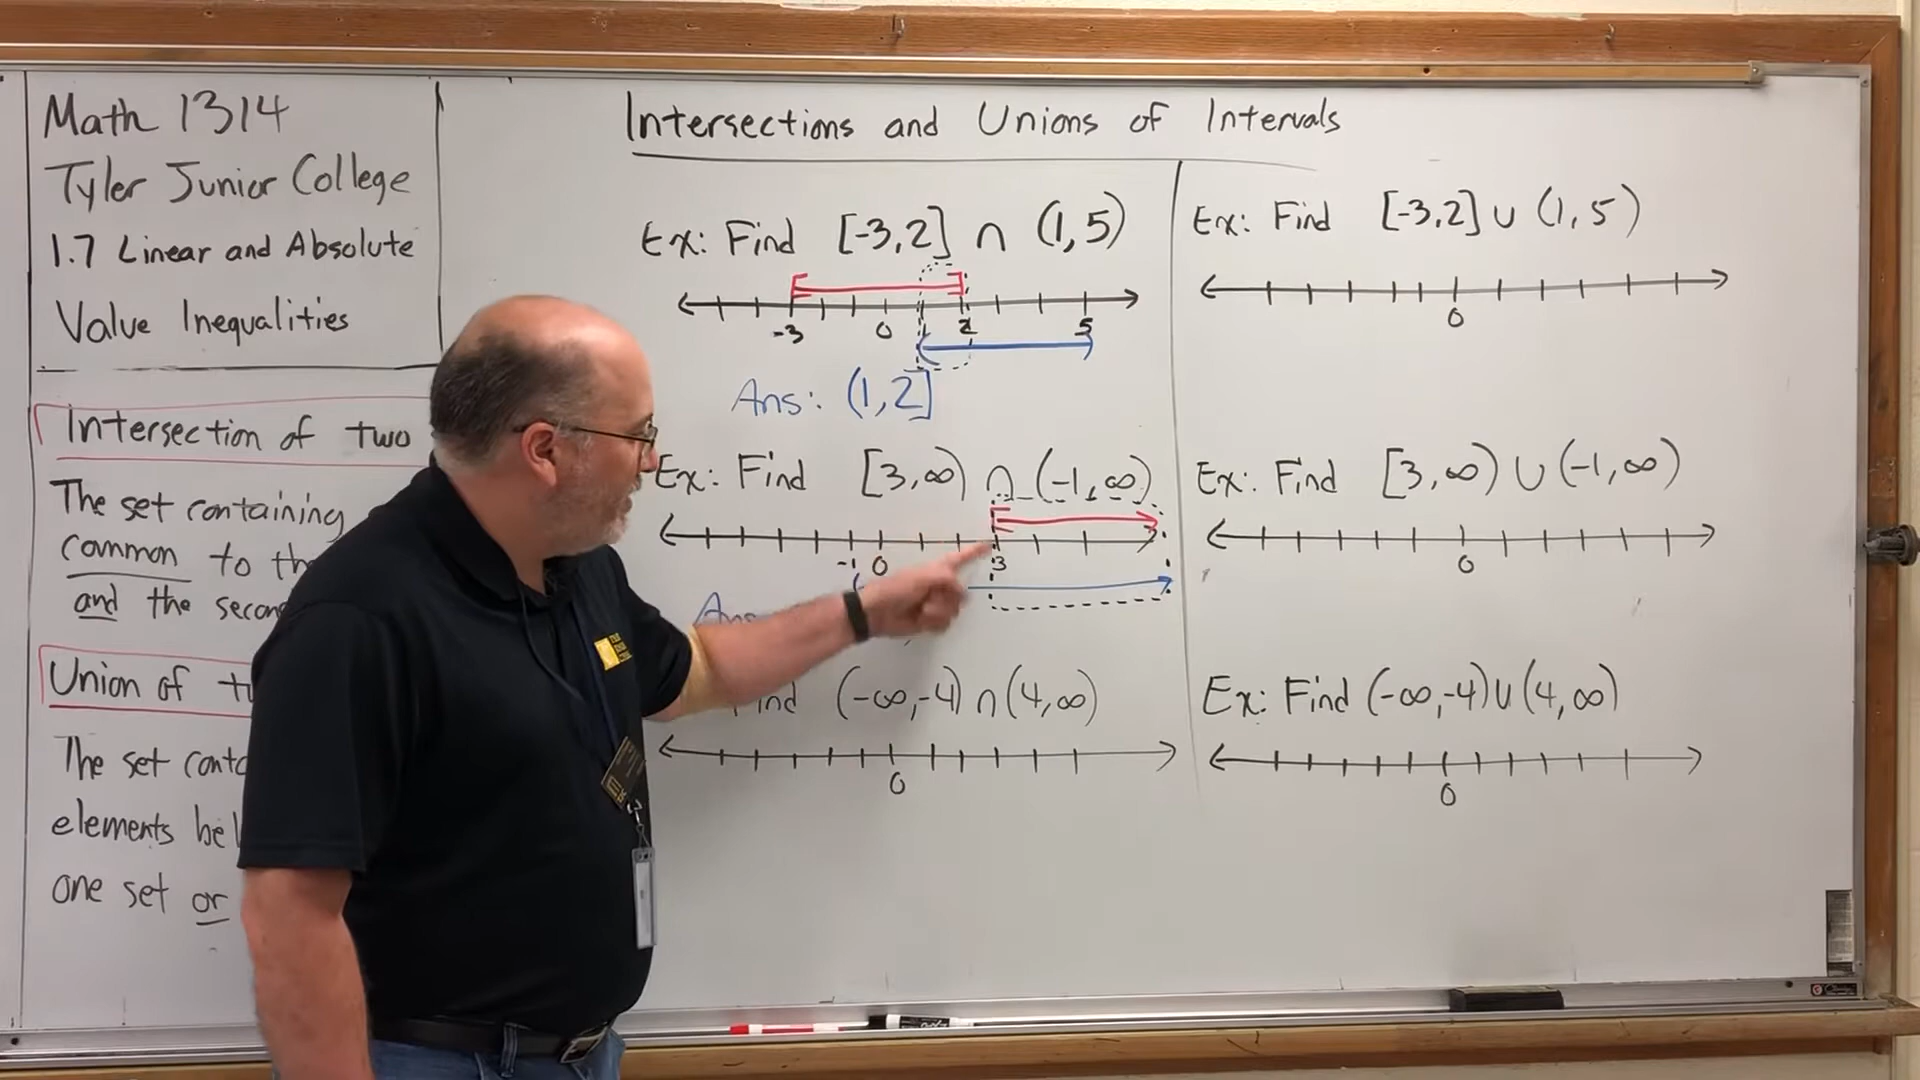 Math 1314
Tyler Junior College
1.7 Linear and Absolute
Value Inequalities
Intersection of two
The set containing
common to th
and the secon
Union of
The set
elements
one set or
Intersections and Unions of Intervals
Ex: Find [-3,2] ∩ (1,5)
-3 0 2 5
Ans: (1,2]
Ex: Find [3,∞) ∩ (-1,∞)
-1 0 3
Ans
Find (-∞,-4) ∩ (4,∞)
0
Ex: Find [-3,2] ∪ (1,5)
0
Ex: Find [3,∞) ∪ (-1,∞)
0
Ex: Find (-∞,-4) ∪ (4,∞)
0